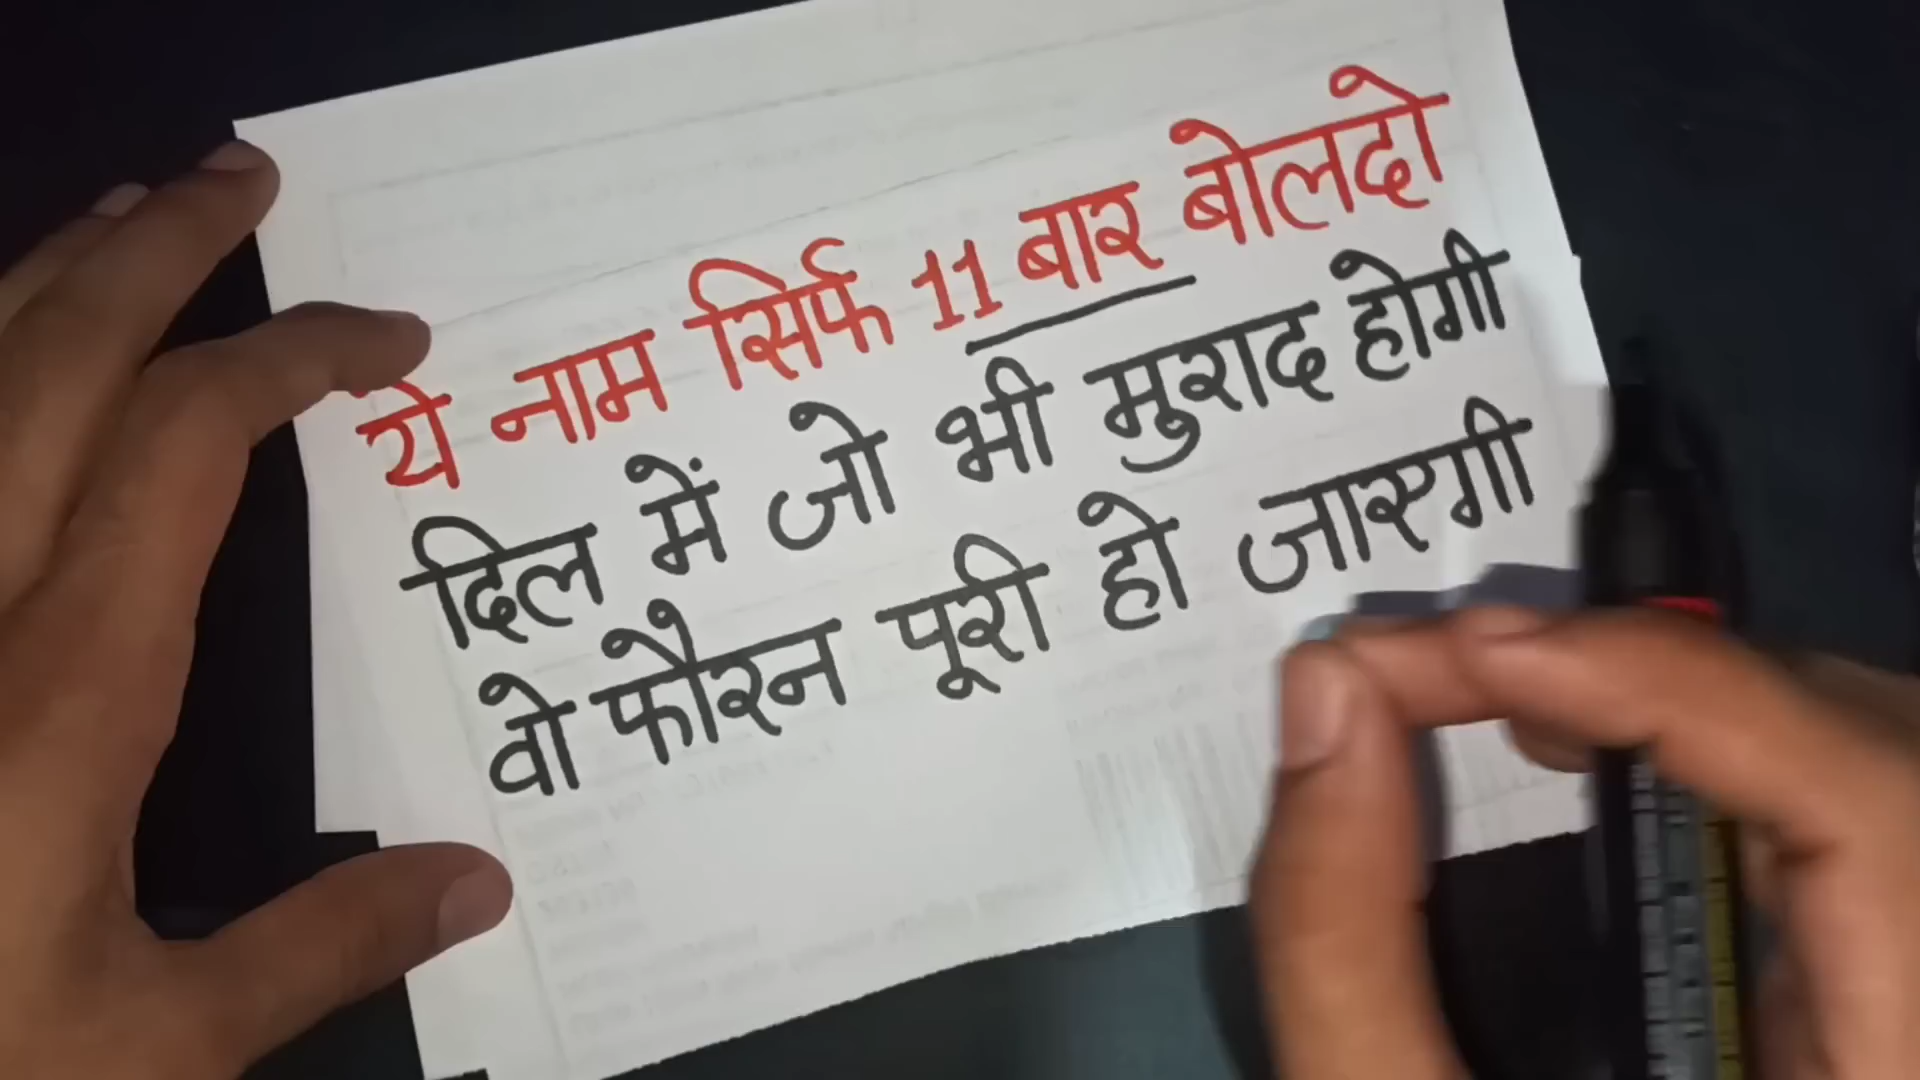 ये नाम सिर्फ 11 बार बोलदो
दिल में जो भी मुराद होगी
वो फौरन पूरी हो जाएगी